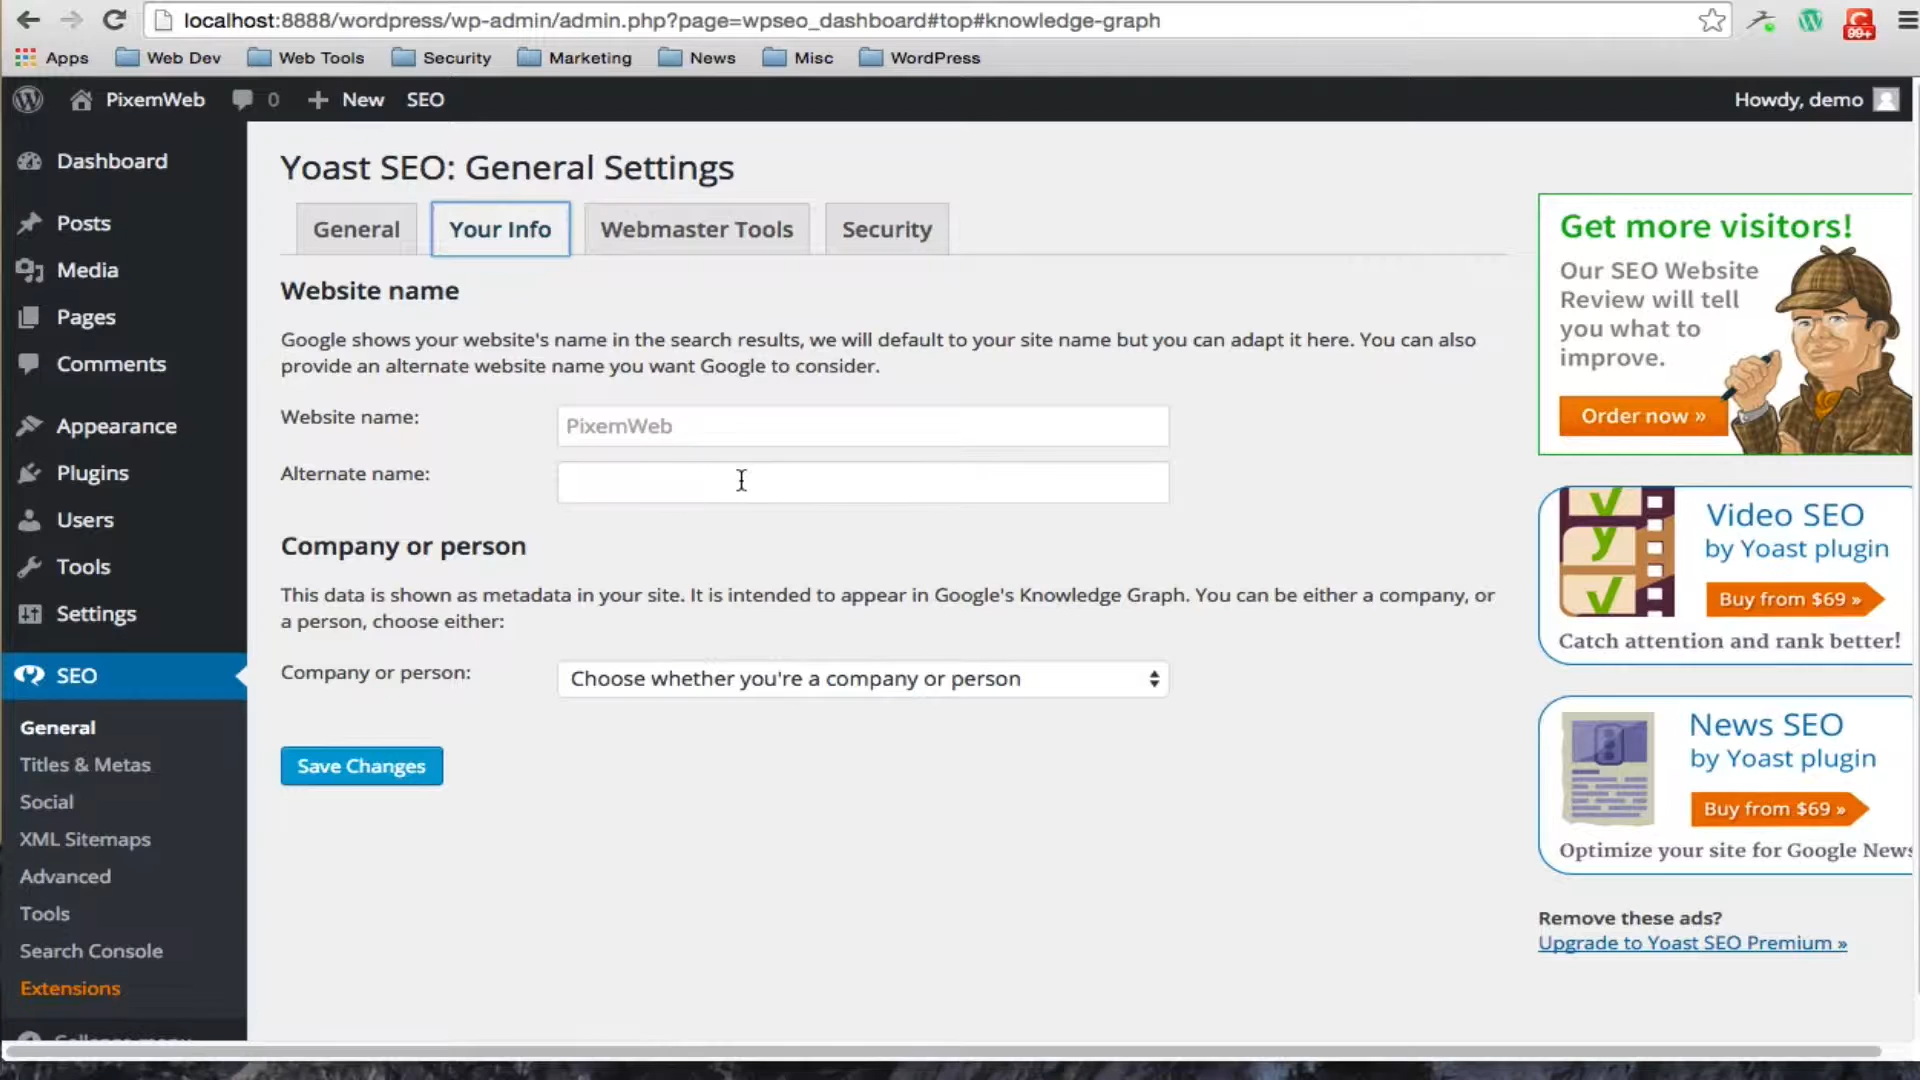 localhost:8888/wordpress/wp-admin/admin.php?page=wpseo_dashboard#top#knowledge-graph
99+
Apps Web Dev Web Tools Security Marketing News Misc WordPress
PixemWeb 0 New SEO
Howdy, demo
Dashboard
Posts
Media
Pages
Comments
Appearance
Plugins
Users
Tools
Settings
SEO
General
Titles & Metas
Social
XML Sitemaps
Advanced
Tools
Search Console
Extensions
Yoast SEO: General Settings
General Your Info Webmaster Tools Security
Website name
Google shows your website's name in the search results, we will default to your site name but you can adapt it here. You can also
provide an alternate website name you want Google to consider.
Website name: PixemWeb
Alternate name:
Company or person
This data is shown as metadata in your site. It is intended to appear in Google's Knowledge Graph. You can be either a company, or
a person, choose either:
Company or person: Choose whether you're a company or person
Save Changes
Get more visitors!
Our SEO Website
Review will tell
you what to
improve.
Order now »
Video SEO
by Yoast plugin
Buy from $69 »
Catch attention and rank better!
News SEO
by Yoast plugin
Buy from $69 »
Optimize your site for Google News
Remove these ads?
Upgrade to Yoast SEO Premium »